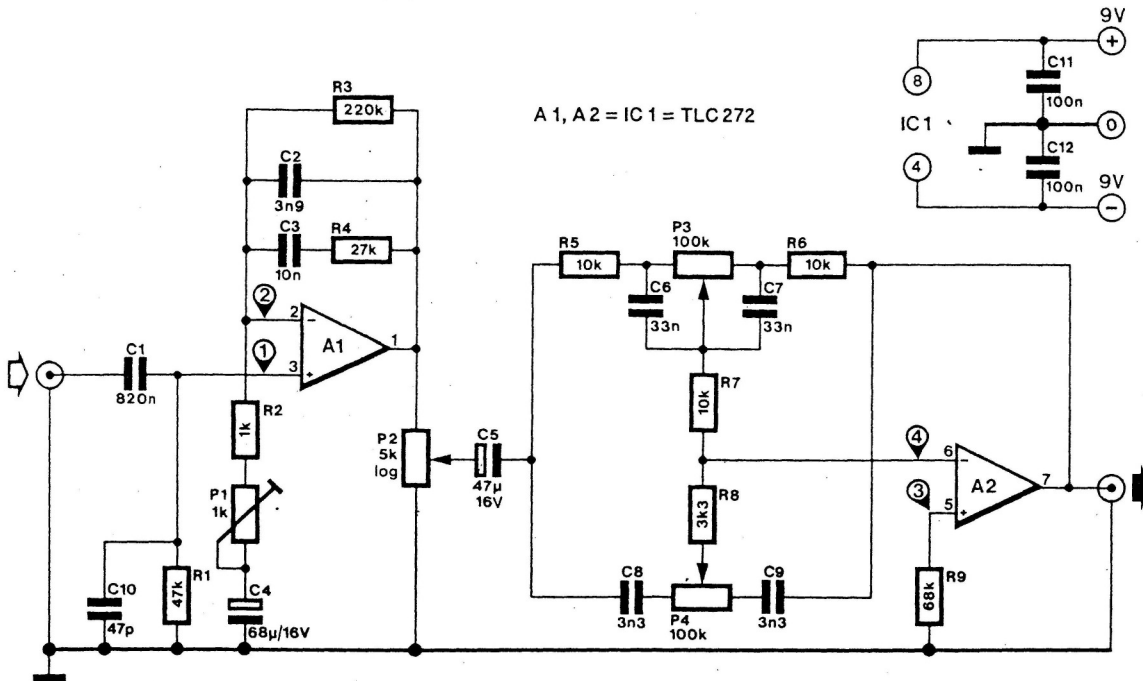 9V
+
8
C11
100n
A1, A2 = IC1 = TLC272
IC1
0
C12
100n
4
9V
−
R3
220k
C2
3n9
C3
10n
R4
27k
2
2
−
A1
1
1
3
+
C1
820n
R2
1k
P1
1k
P2
5k
log
C5
47µ
16V
C10
47p
R1
47k
C4
68µ/16V
R5
10k
P3
100k
R6
10k
C6
33n
C7
33n
R7
10k
4
6
−
A2
7
3
5
+
R8
3k3
R9
68k
C8
3n3
P4
100k
C9
3n3